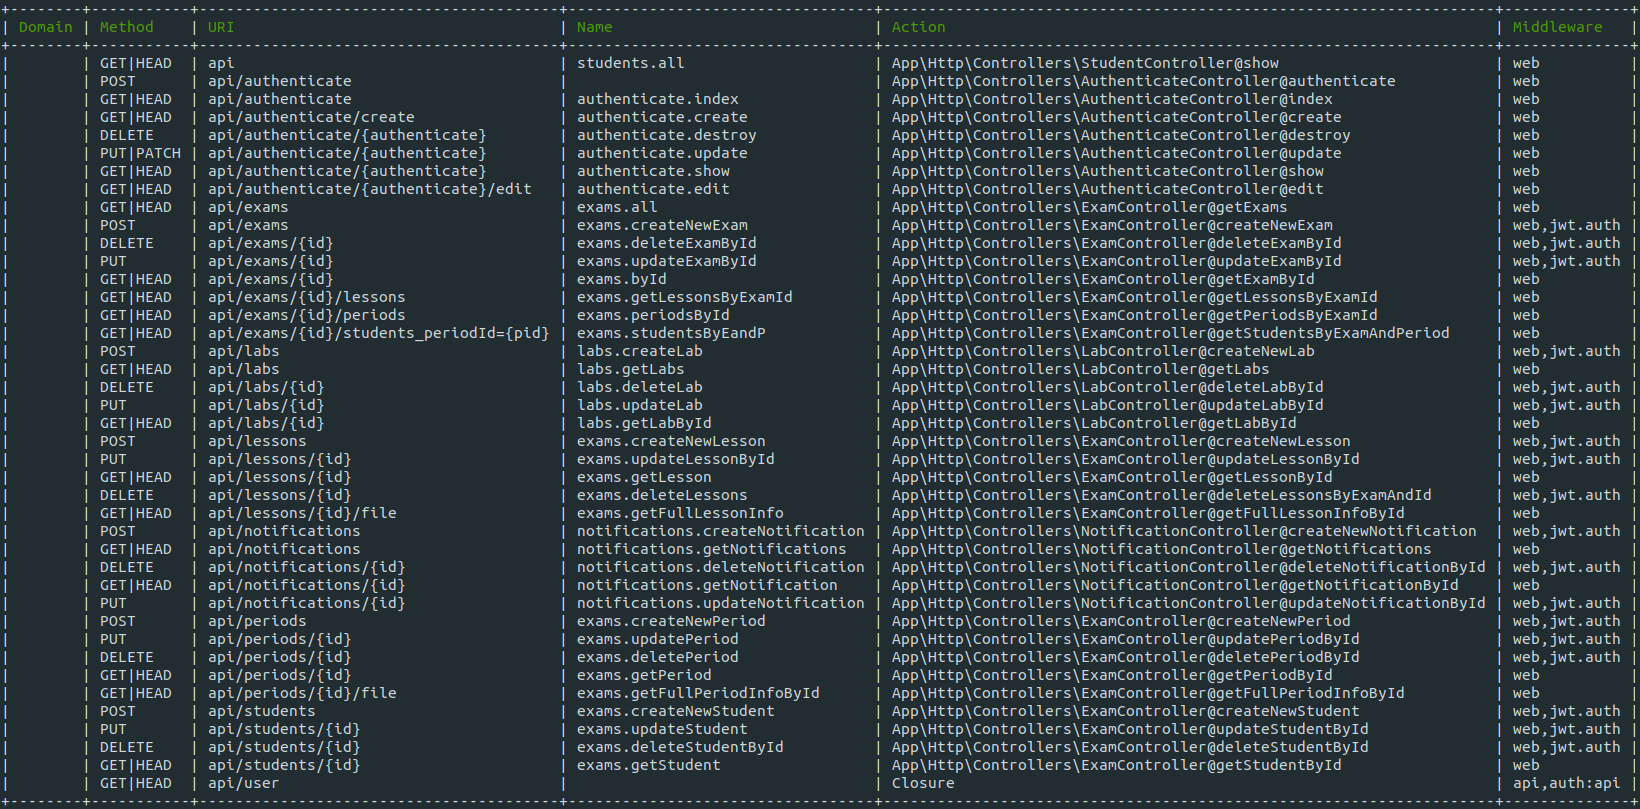 +--------+-----------+----------------------------------------+----------------------------------+--------------------------------------------------------------------+--------------+
| Domain | Method    | URI                                    | Name                             | Action                                                             | Middleware   |
+--------+-----------+----------------------------------------+----------------------------------+--------------------------------------------------------------------+--------------+
|        | GET|HEAD  | api                                    | students.all                     | App\Http\Controllers\StudentController@show                        | web          |
|        | POST      | api/authenticate                       |                                  | App\Http\Controllers\AuthenticateController@authenticate           | web          |
|        | GET|HEAD  | api/authenticate                       | authenticate.index               | App\Http\Controllers\AuthenticateController@index                  | web          |
|        | GET|HEAD  | api/authenticate/create                | authenticate.create              | App\Http\Controllers\AuthenticateController@create                 | web          |
|        | DELETE    | api/authenticate/{authenticate}        | authenticate.destroy             | App\Http\Controllers\AuthenticateController@destroy                | web          |
|        | PUT|PATCH | api/authenticate/{authenticate}        | authenticate.update              | App\Http\Controllers\AuthenticateController@update                 | web          |
|        | GET|HEAD  | api/authenticate/{authenticate}        | authenticate.show                | App\Http\Controllers\AuthenticateController@show                   | web          |
|        | GET|HEAD  | api/authenticate/{authenticate}/edit   | authenticate.edit                | App\Http\Controllers\AuthenticateController@edit                   | web          |
|        | GET|HEAD  | api/exams                              | exams.all                        | App\Http\Controllers\ExamController@getExams                       | web          |
|        | POST      | api/exams                              | exams.createNewExam              | App\Http\Controllers\ExamController@createNewExam                  | web,jwt.auth |
|        | DELETE    | api/exams/{id}                         | exams.deleteExamById             | App\Http\Controllers\ExamController@deleteExamById                 | web,jwt.auth |
|        | PUT       | api/exams/{id}                         | exams.updateExamById             | App\Http\Controllers\ExamController@updateExamById                 | web,jwt.auth |
|        | GET|HEAD  | api/exams/{id}                         | exams.byId                       | App\Http\Controllers\ExamController@getExamById                    | web          |
|        | GET|HEAD  | api/exams/{id}/lessons                 | exams.getLessonsByExamId         | App\Http\Controllers\ExamController@getLessonsByExamId             | web          |
|        | GET|HEAD  | api/exams/{id}/periods                 | exams.periodsById                | App\Http\Controllers\ExamController@getPeriodsByExamId             | web          |
|        | GET|HEAD  | api/exams/{id}/students_periodId={pid} | exams.studentsByEandP            | App\Http\Controllers\ExamController@getStudentsByExamAndPeriod     | web          |
|        | POST      | api/labs                               | labs.createLab                   | App\Http\Controllers\LabController@createNewLab                    | web,jwt.auth |
|        | GET|HEAD  | api/labs                               | labs.getLabs                     | App\Http\Controllers\LabController@getLabs                         | web          |
|        | DELETE    | api/labs/{id}                          | labs.deleteLab                   | App\Http\Controllers\LabController@deleteLabById                   | web,jwt.auth |
|        | PUT       | api/labs/{id}                          | labs.updateLab                   | App\Http\Controllers\LabController@updateLabById                   | web,jwt.auth |
|        | GET|HEAD  | api/labs/{id}                          | labs.getLabById                  | App\Http\Controllers\LabController@getLabById                      | web          |
|        | POST      | api/lessons                            | exams.createNewLesson            | App\Http\Controllers\ExamController@createNewLesson                | web,jwt.auth |
|        | PUT       | api/lessons/{id}                       | exams.updateLessonById           | App\Http\Controllers\ExamController@updateLessonById               | web,jwt.auth |
|        | GET|HEAD  | api/lessons/{id}                       | exams.getLesson                  | App\Http\Controllers\ExamController@getLessonById                  | web          |
|        | DELETE    | api/lessons/{id}                       | exams.deleteLessons              | App\Http\Controllers\ExamController@deleteLessonsByExamAndId       | web,jwt.auth |
|        | GET|HEAD  | api/lessons/{id}/file                  | exams.getFullLessonInfo          | App\Http\Controllers\ExamController@getFullLessonInfoById          | web          |
|        | POST      | api/notifications                      | notifications.createNotification | App\Http\Controllers\NotificationController@createNewNotification  | web,jwt.auth |
|        | GET|HEAD  | api/notifications                      | notifications.getNotifications   | App\Http\Controllers\NotificationController@getNotifications       | web          |
|        | DELETE    | api/notifications/{id}                 | notifications.deleteNotification | App\Http\Controllers\NotificationController@deleteNotificationById | web,jwt.auth |
|        | GET|HEAD  | api/notifications/{id}                 | notifications.getNotification    | App\Http\Controllers\NotificationController@getNotificationById    | web          |
|        | PUT       | api/notifications/{id}                 | notifications.updateNotification | App\Http\Controllers\NotificationController@updateNotificationById | web,jwt.auth |
|        | POST      | api/periods                            | exams.createNewPeriod            | App\Http\Controllers\ExamController@createNewPeriod                | web,jwt.auth |
|        | PUT       | api/periods/{id}                       | exams.updatePeriod               | App\Http\Controllers\ExamController@updatePeriodById               | web,jwt.auth |
|        | DELETE    | api/periods/{id}                       | exams.deletePeriod               | App\Http\Controllers\ExamController@deletePeriodById               | web,jwt.auth |
|        | GET|HEAD  | api/periods/{id}                       | exams.getPeriod                  | App\Http\Controllers\ExamController@getPeriodById                  | web          |
|        | GET|HEAD  | api/periods/{id}/file                  | exams.getFullPeriodInfoById      | App\Http\Controllers\ExamController@getFullPeriodInfoById          | web          |
|        | POST      | api/students                           | exams.createNewStudent           | App\Http\Controllers\ExamController@createNewStudent               | web,jwt.auth |
|        | PUT       | api/students/{id}                      | exams.updateStudent              | App\Http\Controllers\ExamController@updateStudentById              | web,jwt.auth |
|        | DELETE    | api/students/{id}                      | exams.deleteStudentById          | App\Http\Controllers\ExamController@deleteStudentById              | web,jwt.auth |
|        | GET|HEAD  | api/students/{id}                      | exams.getStudent                 | App\Http\Controllers\ExamController@getStudentById                 | web          |
|        | GET|HEAD  | api/user                               |                                  | Closure                                                            | api,auth:api |
+--------+-----------+----------------------------------------+----------------------------------+--------------------------------------------------------------------+--------------+